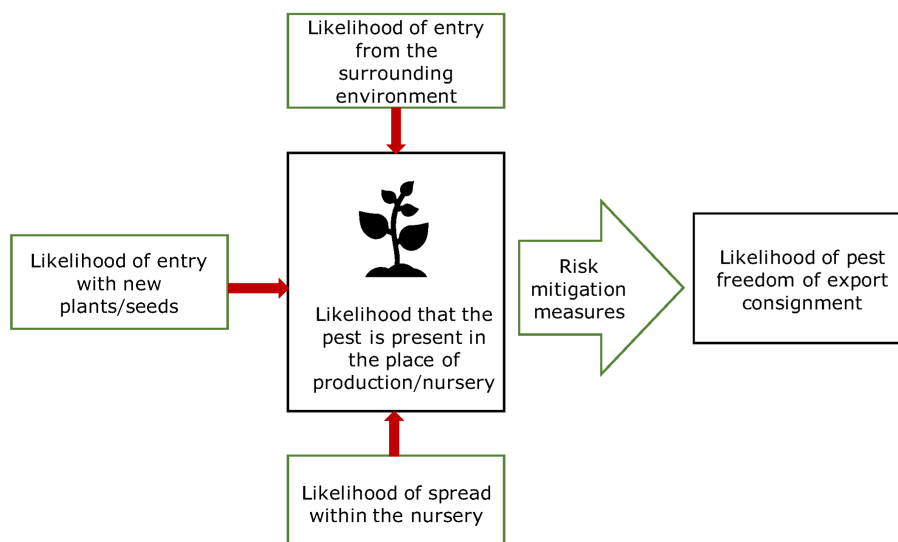 Likelihood of entry
from the
surrounding
environment
Likelihood of entry
with new
plants/seeds
Likelihood that the
pest is present in
the place of
production/nursery
Risk
mitigation
measures
Likelihood of pest
freedom of export
consignment
Likelihood of spread
within the nursery